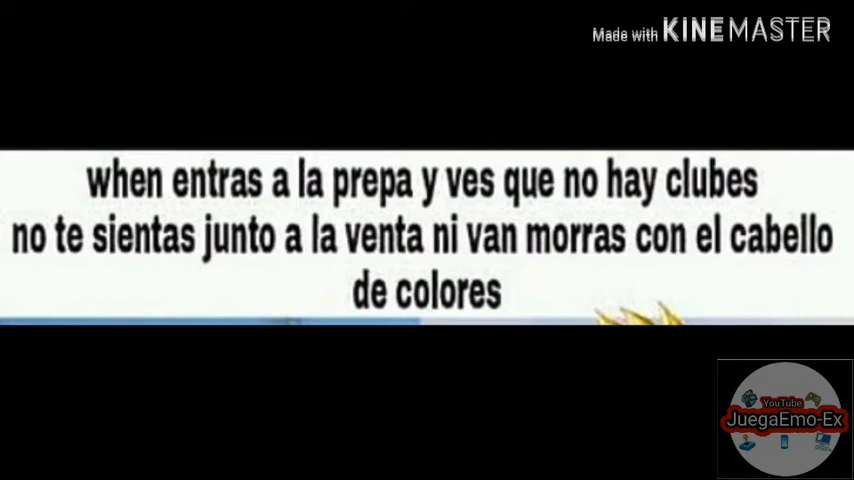 Made with KINEMASTER
when entras a la prepa y ves que no hay clubes
no te sientas junto a la venta ni van morras con el cabello
de colores
YouTube
JuegaEmo-Ex